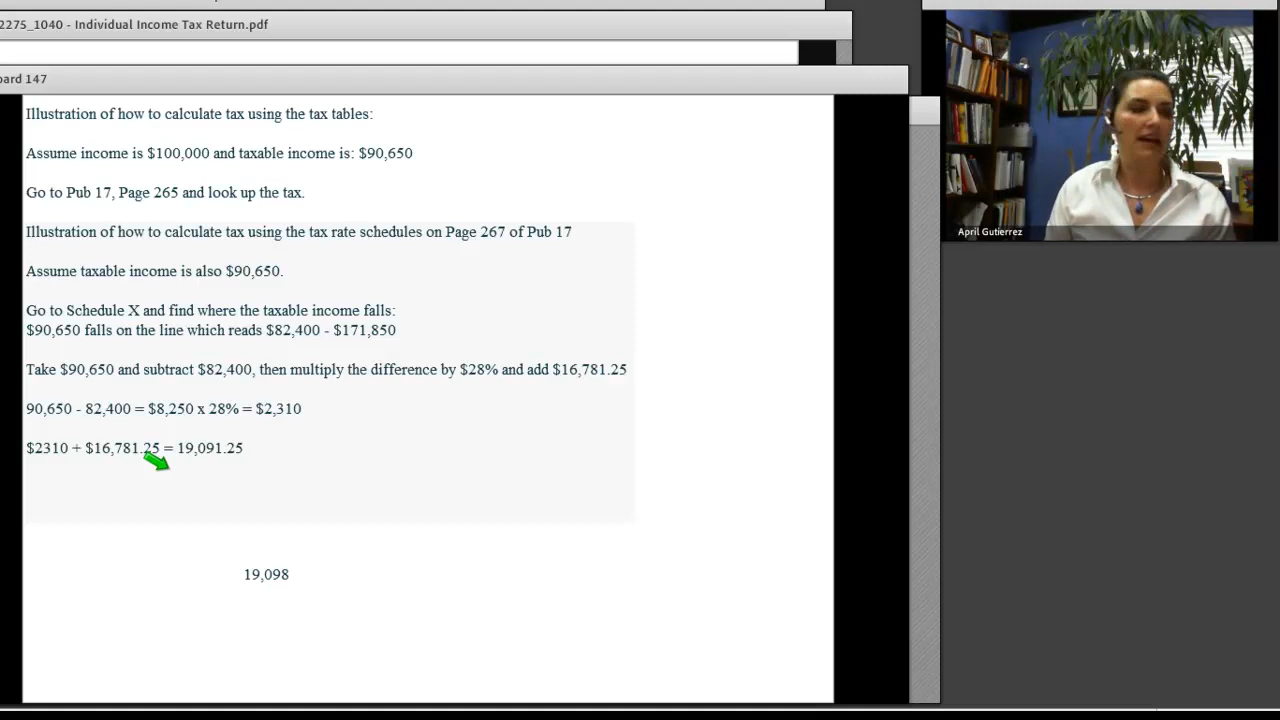 2275_1040 - Individual Income Tax Return.pdf
oard 147
Illustration of how to calculate tax using the tax tables:
Assume income is $100,000 and taxable income is: $90,650
Go to Pub 17, Page 265 and look up the tax.
Illustration of how to calculate tax using the tax rate schedules on Page 267 of Pub 17
Assume taxable income is also $90,650.
Go to Schedule X and find where the taxable income falls:
$90,650 falls on the line which reads $82,400 - $171,850
Take $90,650 and subtract $82,400, then multiply the difference by $28% and add $16,781.25
90,650 - 82,400 = $8,250 x 28% = $2,310
$2310 + $16,781.25 = 19,091.25
19,098
April Gutierrez